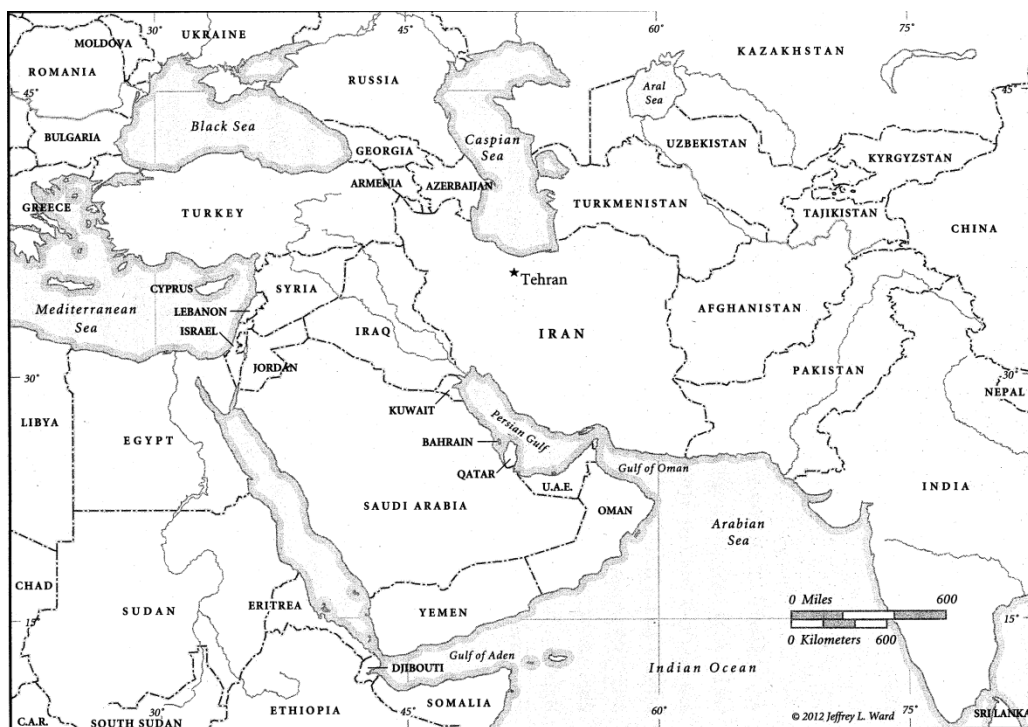 30°
45°
60°
75°
MOLDOVA
UKRAINE
KAZAKHSTAN
ROMANIA
RUSSIA
45°
Aral
Sea
45°
Black Sea
Caspian
Sea
BULGARIA
GEORGIA
UZBEKISTAN
KYRGYZSTAN
ARMENIA
AZERBAIJAN
GREECE
TURKEY
TURKMENISTAN
TAJIKISTAN
CHINA
Tehran
CYPRUS
SYRIA
Mediterranean
Sea
LEBANON
ISRAEL
IRAQ
IRAN
AFGHANISTAN
JORDAN
PAKISTAN
30°
30°
NEPAL
KUWAIT
LIBYA
EGYPT
BAHRAIN
Persian Gulf
QATAR
Gulf of Oman
U.A.E.
INDIA
SAUDI ARABIA
OMAN
Arabian
Sea
CHAD
SUDAN
ERITREA
YEMEN
0 Miles 600
15°
15°
0 Kilometers 600
Gulf of Aden
DJIBOUTI
Indian Ocean
SOMALIA
C.A.R.
SOUTH SUDAN
ETHIOPIA
30°
45°
60°
75°
© 2012 Jeffrey L. Ward
SRI LANKA